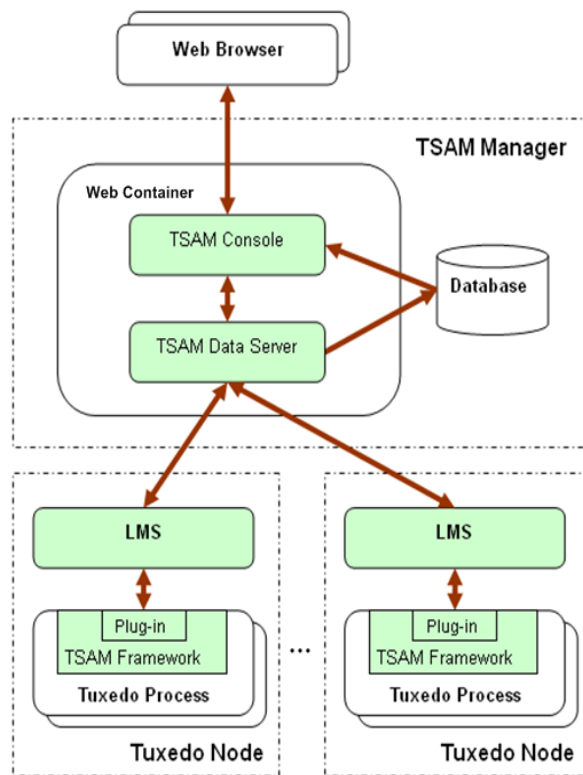 Web Browser
TSAM Manager
Web Container
TSAM Console
Database
TSAM Data Server
LMS
LMS
Plug-in
TSAM Framework
Tuxedo Process
...
Plug-in
TSAM Framework
Tuxedo Process
Tuxedo Node
Tuxedo Node